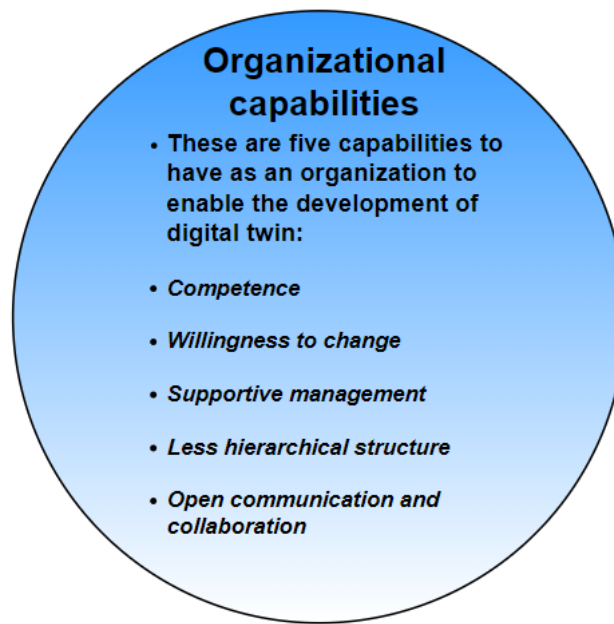 Organizational
capabilities
• These are five capabilities to
have as an organization to
enable the development of
digital twin:
• Competence
• Willingness to change
• Supportive management
• Less hierarchical structure
• Open communication and
collaboration